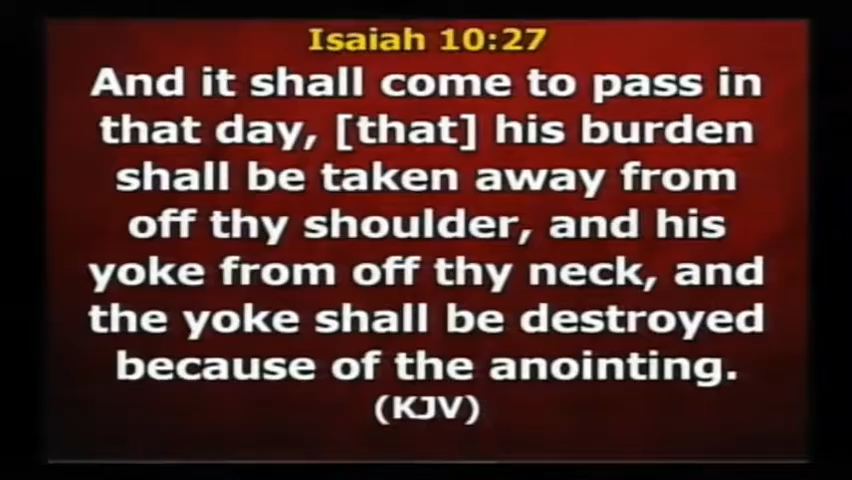 Isaiah 10:27
And it shall come to pass in
that day, [that] his burden
shall be taken away from
off thy shoulder, and his
yoke from off thy neck, and
the yoke shall be destroyed
because of the anointing.
(KJV)